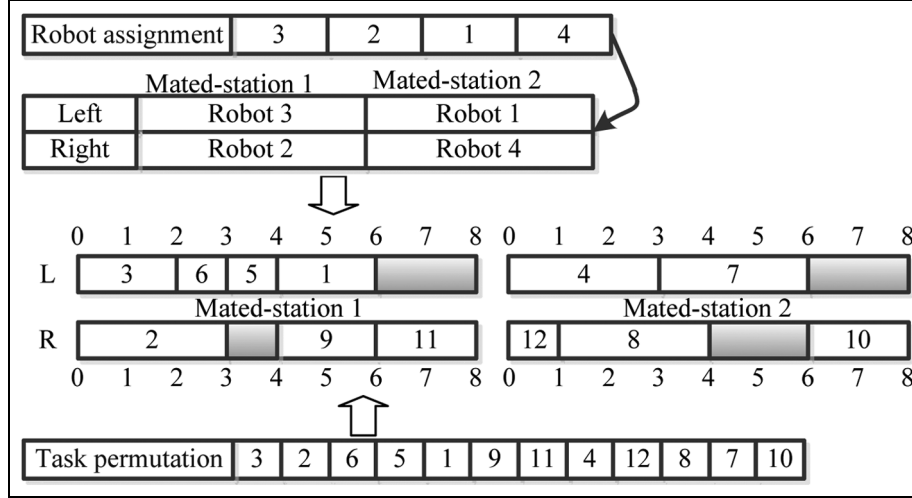 Robot assignment 3 2 1 4
Mated-station 1 Mated-station 2
Left Robot 3 Robot 1
Right Robot 2 Robot 4
0 1 2 3 4 5 6 7 8 0 1 2 3 4 5 6 7 8
L 3 6 5 1 4 7
Mated-station 1 Mated-station 2
R 2 9 11 12 8 10
0 1 2 3 4 5 6 7 8 0 1 2 3 4 5 6 7 8
Task permutation 3 2 6 5 1 9 11 4 12 8 7 10